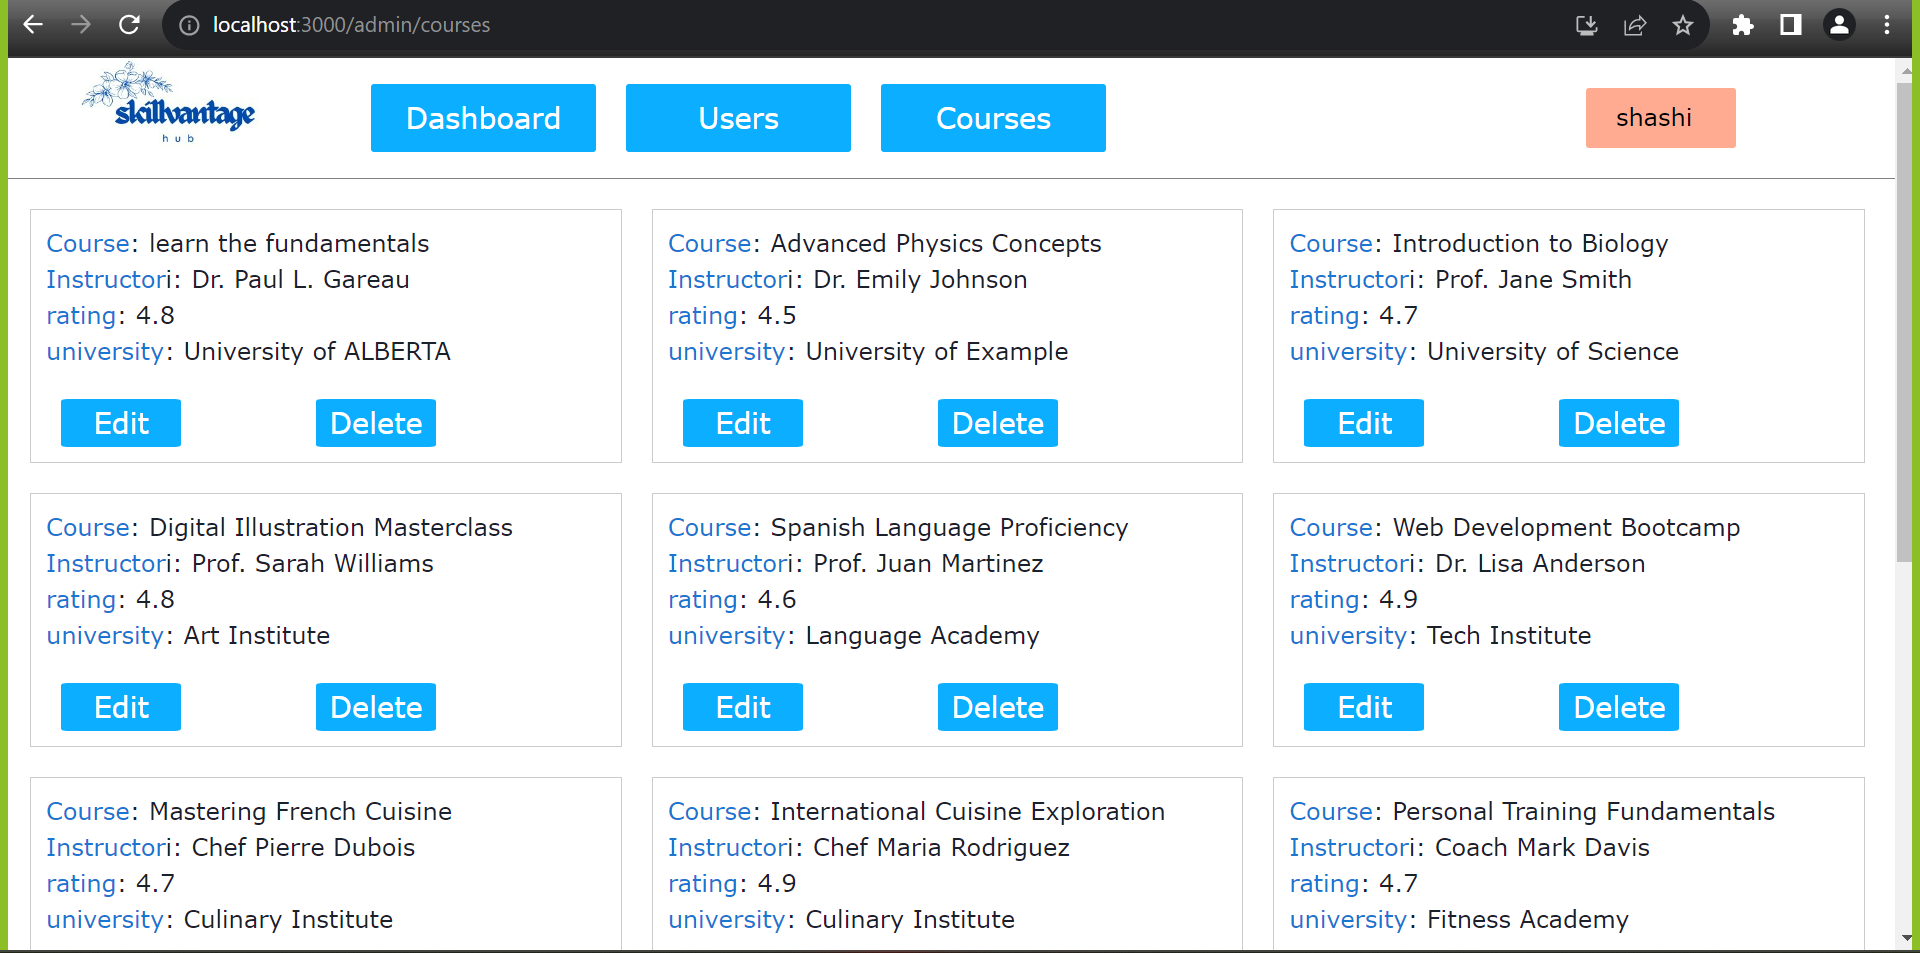 localhost:3000/admin/courses
skillvantage
hub
Dashboard Users Courses shashi
Course: learn the fundamentals
Instructori: Dr. Paul L. Gareau
rating: 4.8
university: University of ALBERTA
Edit Delete
Course: Advanced Physics Concepts
Instructori: Dr. Emily Johnson
rating: 4.5
university: University of Example
Edit Delete
Course: Introduction to Biology
Instructori: Prof. Jane Smith
rating: 4.7
university: University of Science
Edit Delete
Course: Digital Illustration Masterclass
Instructori: Prof. Sarah Williams
rating: 4.8
university: Art Institute
Edit Delete
Course: Spanish Language Proficiency
Instructori: Prof. Juan Martinez
rating: 4.6
university: Language Academy
Edit Delete
Course: Web Development Bootcamp
Instructori: Dr. Lisa Anderson
rating: 4.9
university: Tech Institute
Edit Delete
Course: Mastering French Cuisine
Instructori: Chef Pierre Dubois
rating: 4.7
university: Culinary Institute
Course: International Cuisine Exploration
Instructori: Chef Maria Rodriguez
rating: 4.9
university: Culinary Institute
Course: Personal Training Fundamentals
Instructori: Coach Mark Davis
rating: 4.7
university: Fitness Academy